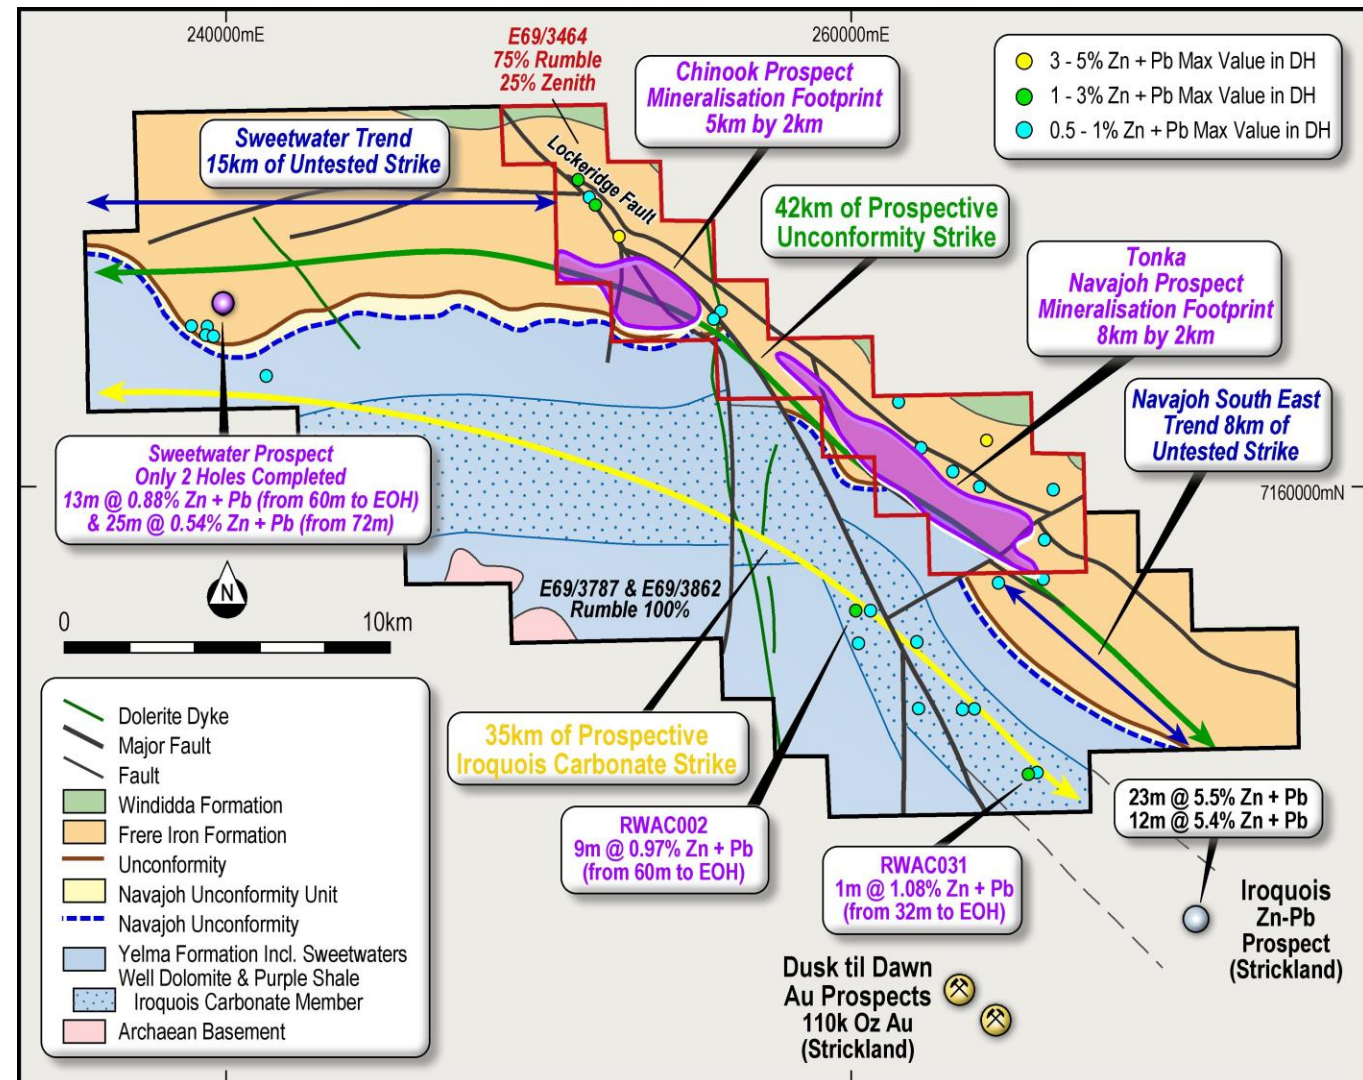 240000mE
260000mE
E69/3464
75% Rumble
25% Zenith
Chinook Prospect
Mineralisation Footprint
5km by 2km
3 - 5% Zn + Pb Max Value in DH
1 - 3% Zn + Pb Max Value in DH
0.5 - 1% Zn + Pb Max Value in DH
Sweetwater Trend
15km of Untested Strike
Lockeridge Fault
42km of Prospective
Unconformity Strike
Tonka
Navajoh Prospect
Mineralisation Footprint
8km by 2km
Navajoh South East
Trend 8km of
Untested Strike
Sweetwater Prospect
Only 2 Holes Completed
13m @ 0.88% Zn + Pb (from 60m to EOH)
& 25m @ 0.54% Zn + Pb (from 72m)
7160000mN
N
0
10km
E69/3787 & E69/3862
Rumble 100%
Dolerite Dyke
Major Fault
Fault
Windidda Formation
Frere Iron Formation
Unconformity
Navajoh Unconformity Unit
Navajoh Unconformity
Yelma Formation Incl. Sweetwaters
Well Dolomite & Purple Shale
Iroquois Carbonate Member
Archaean Basement
35km of Prospective
Iroquois Carbonate Strike
RWAC002
9m @ 0.97% Zn + Pb
(from 60m to EOH)
RWAC031
1m @ 1.08% Zn + Pb
(from 32m to EOH)
23m @ 5.5% Zn + Pb
12m @ 5.4% Zn + Pb
Iroquois
Zn-Pb
Prospect
(Strickland)
Dusk til Dawn
Au Prospects
110k Oz Au
(Strickland)